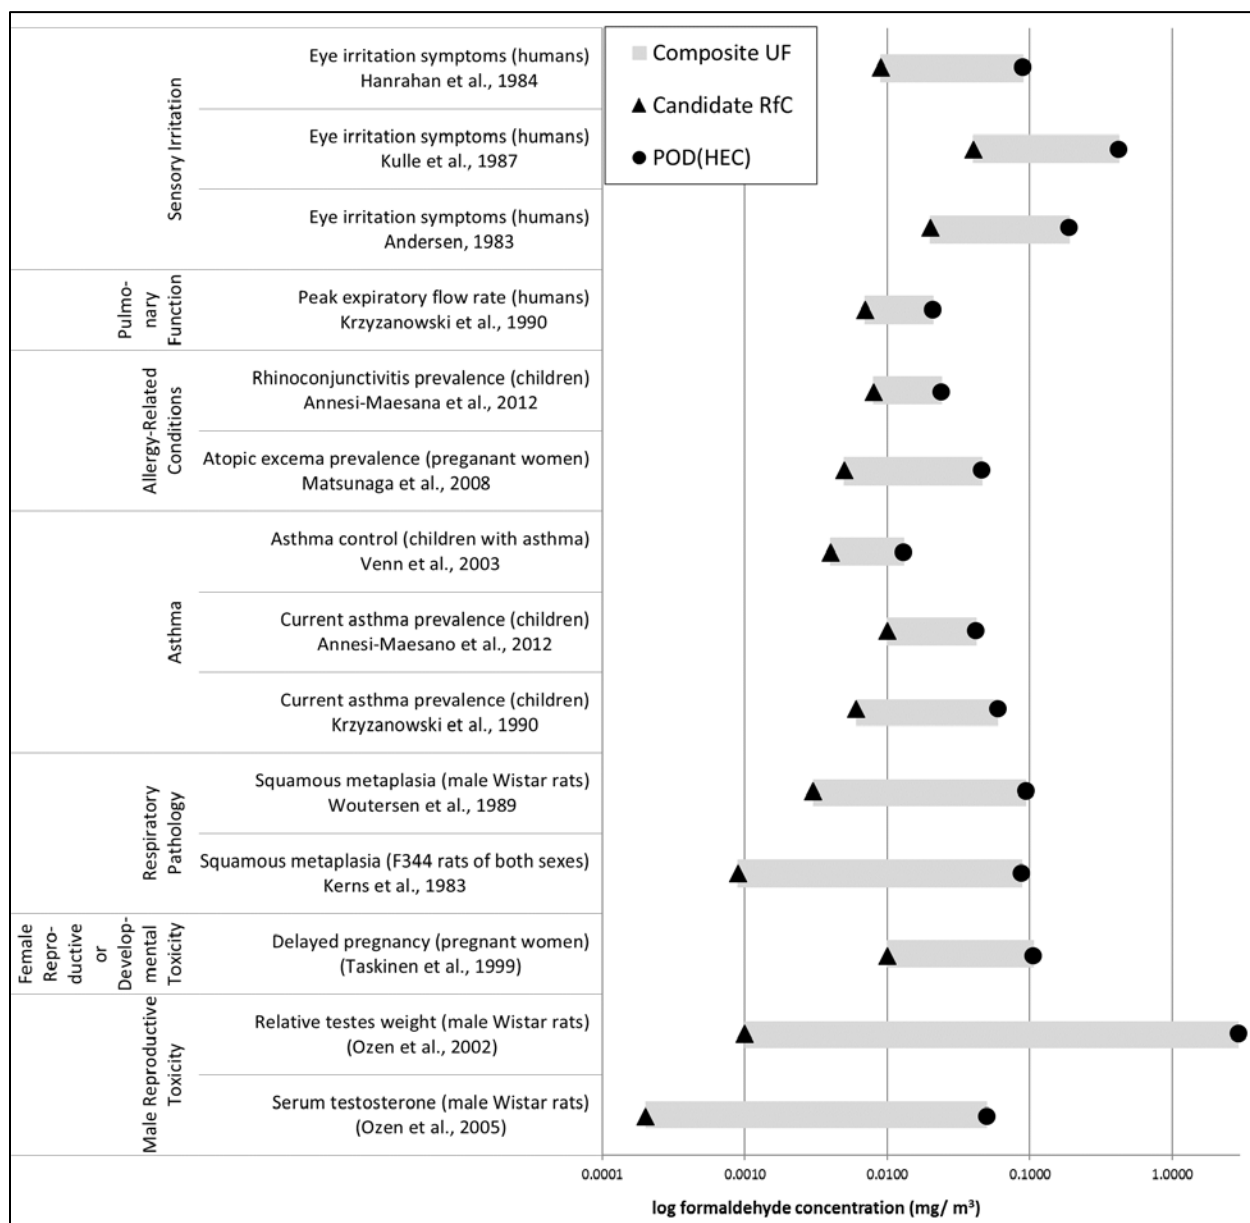 Sensory Irritation
Eye irritation symptoms (humans)
Hanrahan et al., 1984
Eye irritation symptoms (humans)
Kulle et al., 1987
Eye irritation symptoms (humans)
Andersen, 1983
Pulmo-
nary
Function
Peak expiratory flow rate (humans)
Krzyzanowski et al., 1990
Allergy-Related
Conditions
Rhinoconjunctivitis prevalence (children)
Annesi-Maesana et al., 2012
Atopic excema prevalence (preganant women)
Matsunaga et al., 2008
Asthma
Asthma control (children with asthma)
Venn et al., 2003
Current asthma prevalence (children)
Annesi-Maesano et al., 2012
Current asthma prevalence (children)
Krzyzanowski et al., 1990
Respiratory
Pathology
Squamous metaplasia (male Wistar rats)
Woutersen et al., 1989
Squamous metaplasia (F344 rats of both sexes)
Kerns et al., 1983
Female
Repro-
ductive
or
Develop-
mental
Toxicity
Delayed pregnancy (pregnant women)
(Taskinen et al., 1999)
Male Reproductive
Toxicity
Relative testes weight (male Wistar rats)
(Ozen et al., 2002)
Serum testosterone (male Wistar rats)
(Ozen et al., 2005)
Composite UF
Candidate RfC
POD(HEC)
0.0001 0.0010 0.0100 0.1000 1.0000
log formaldehyde concentration (mg/ m³)